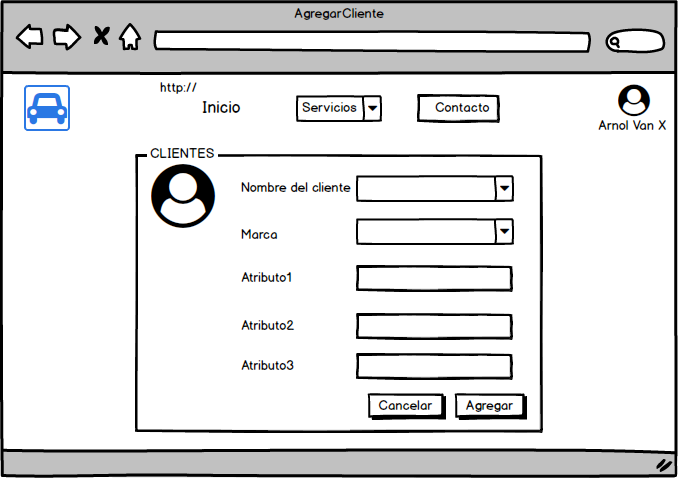 AgregarCliente
http://
Inicio
Servicios
Contacto
Arnol Van X
CLIENTES
Nombre del cliente
Marca
Atributo1
Atributo2
Atributo3
Cancelar
Agregar